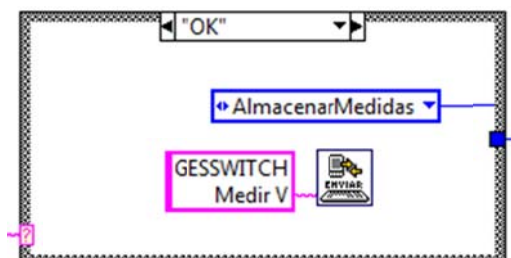 "OK"
AlmacenarMedidas
GESSWITCH
Medir V
ENVIAR
?